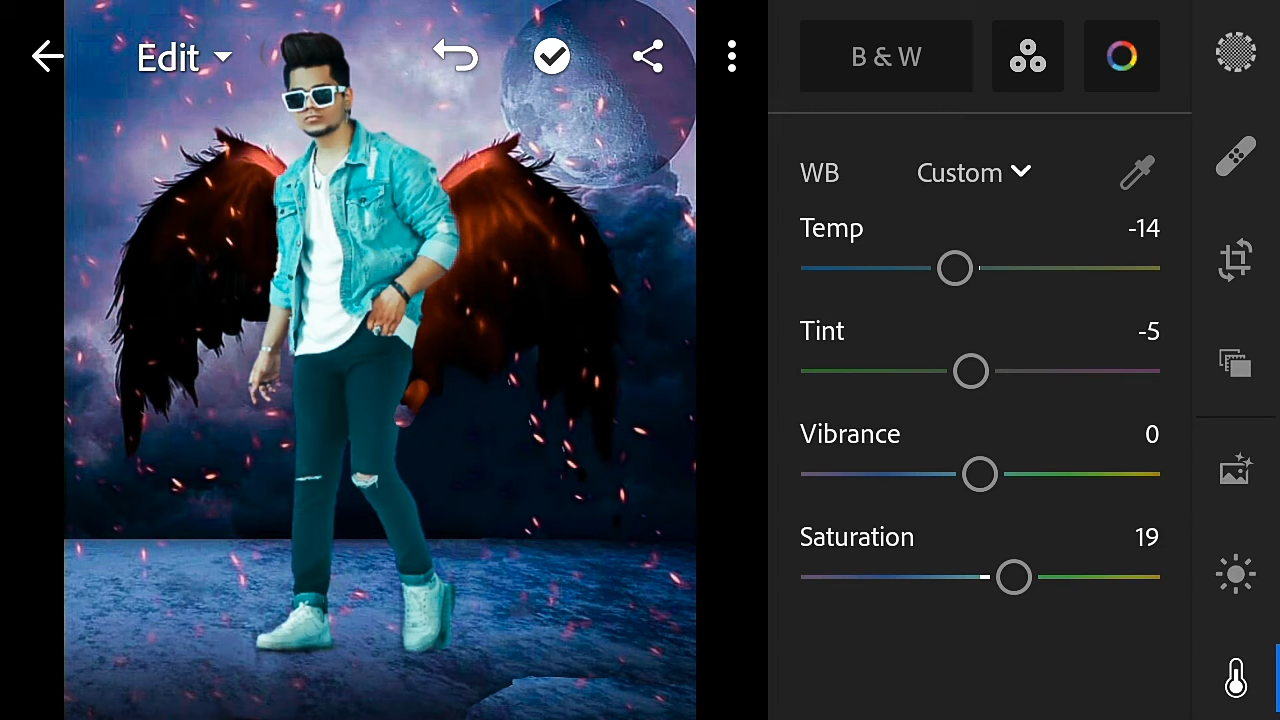 Edit
B & W
WB Custom
Temp -14
Tint -5
Vibrance 0
Saturation 19